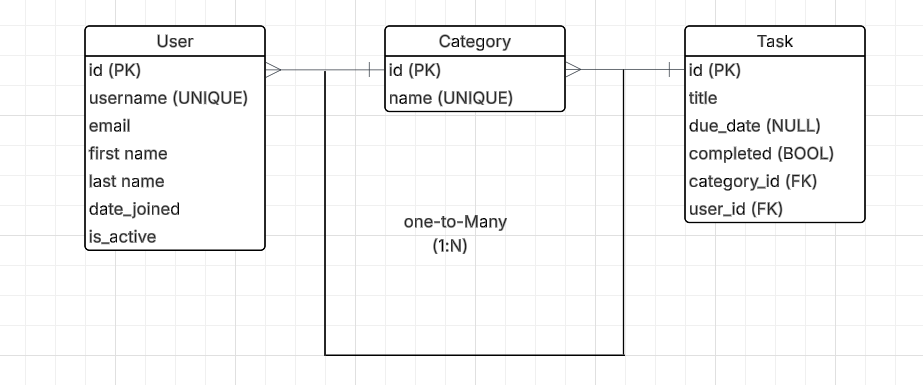 User
id (PK)
username (UNIQUE)
email
first name
last name
date_joined
is_active
Category
id (PK)
name (UNIQUE)
one-to-Many
(1:N)
Task
id (PK)
title
due_date (NULL)
completed (BOOL)
category_id (FK)
user_id (FK)